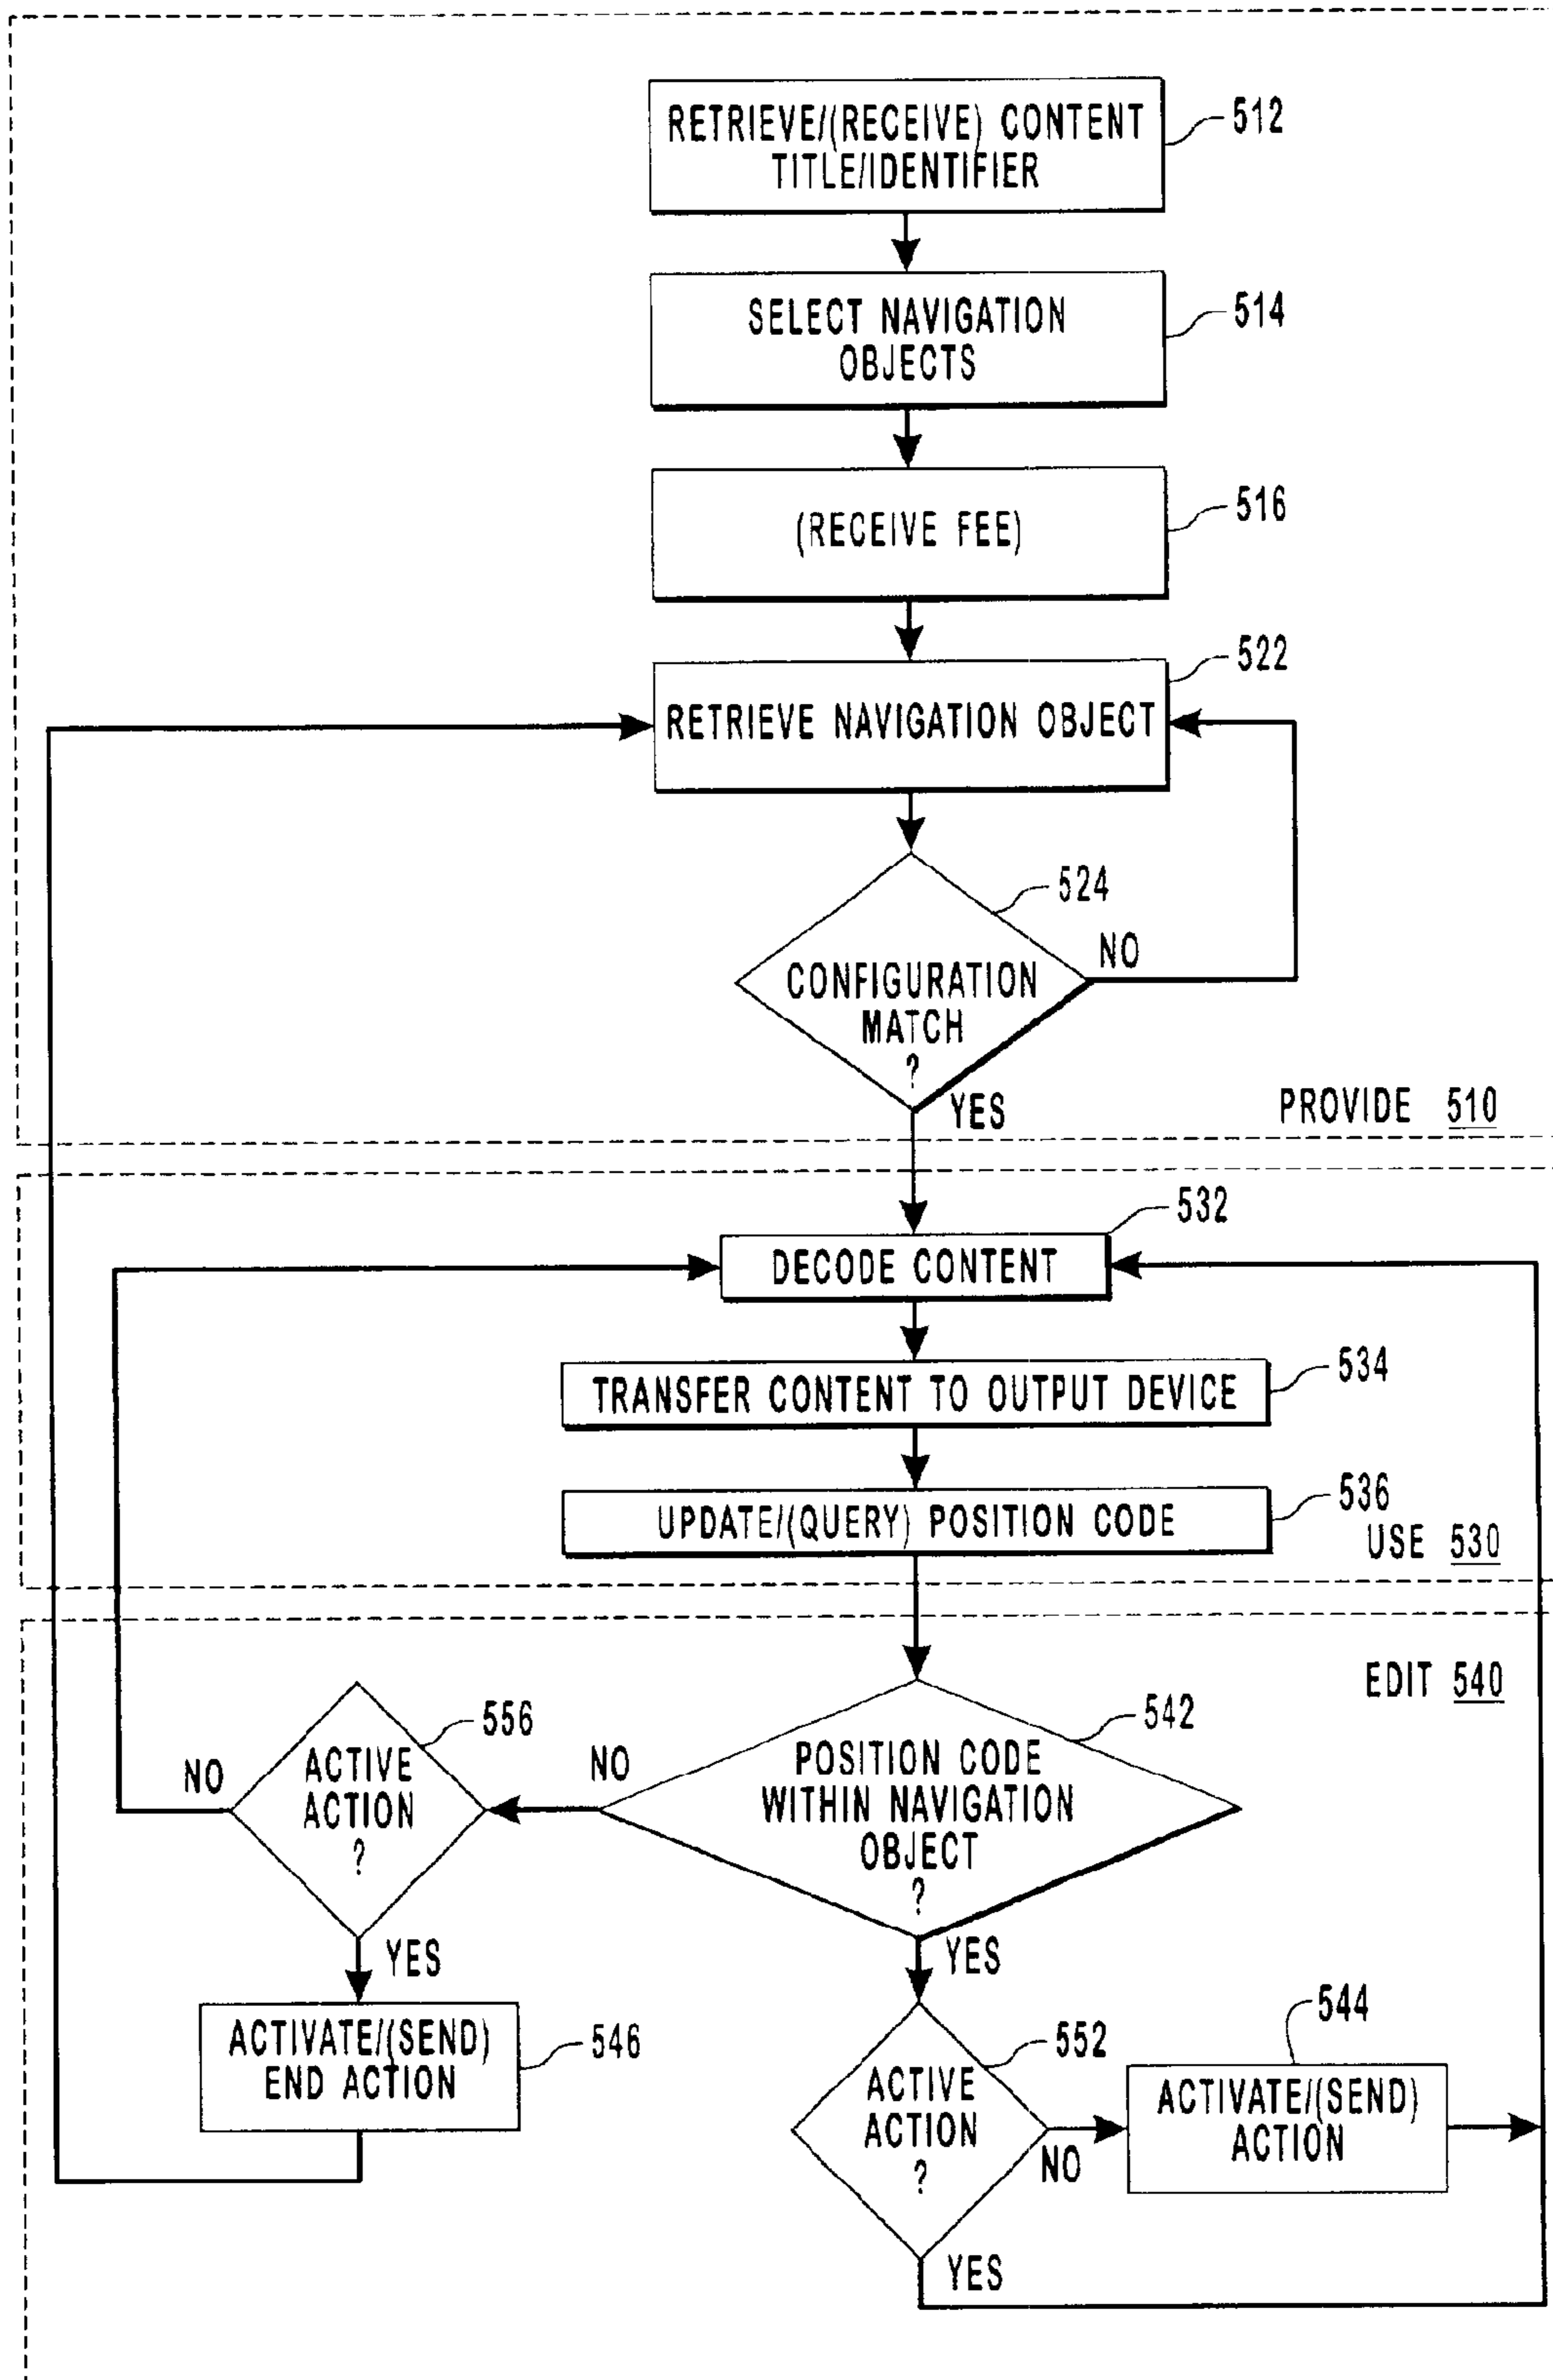 RETRIEVE/(RECEIVE) CONTENT
TITLE/IDENTIFIER
512
SELECT NAVIGATION
OBJECTS
514
(RECEIVE FEE)
516
RETRIEVE NAVIGATION OBJECT
522
CONFIGURATION
MATCH
?
524
NO
YES
PROVIDE 510
DECODE CONTENT
532
TRANSFER CONTENT TO OUTPUT DEVICE
534
UPDATE/(QUERY) POSITION CODE
536
USE 530
EDIT 540
POSITION CODE
WITHIN NAVIGATION
OBJECT
?
542
NO
YES
ACTIVE
ACTION
?
556
NO
YES
ACTIVATE/(SEND)
END ACTION
546
ACTIVE
ACTION
?
552
NO
YES
ACTIVATE/(SEND)
ACTION
544